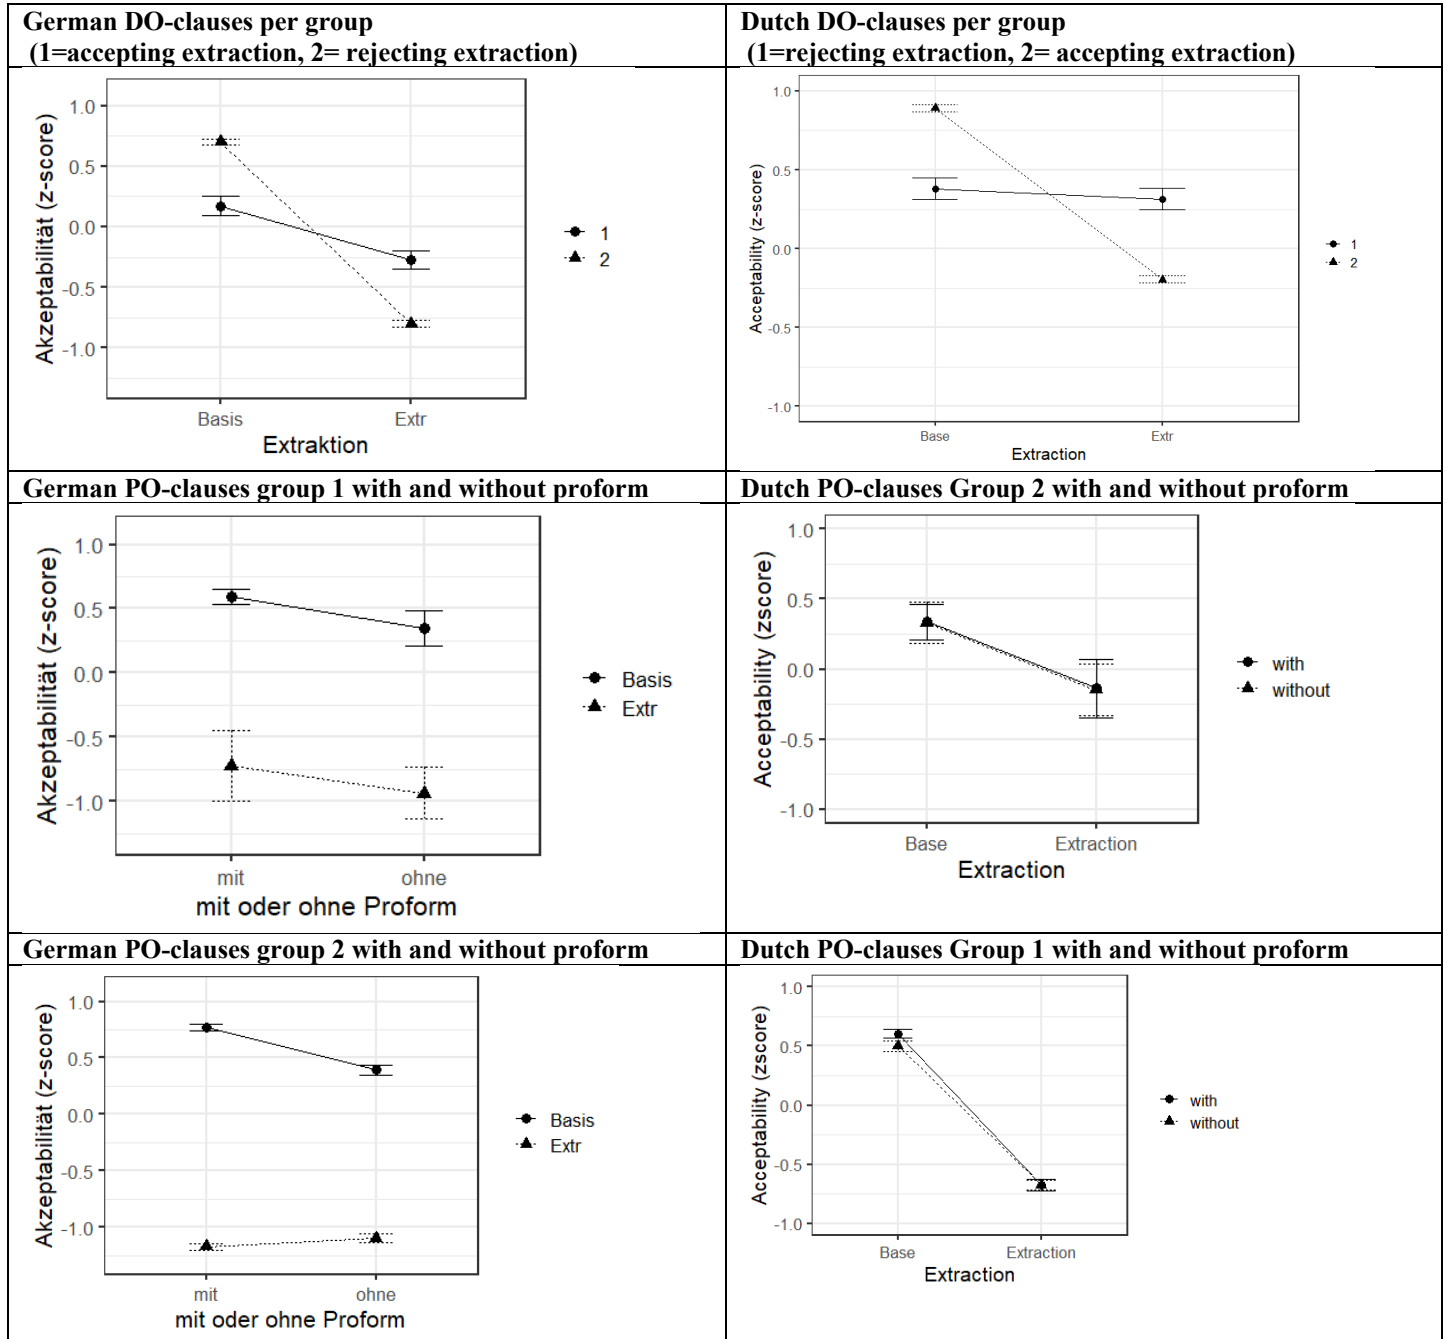 German DO-clauses per group
(1=accepting extraction, 2= rejecting extraction)
Dutch DO-clauses per group
(1=rejecting extraction, 2= accepting extraction)
1.0
0.5
0.0
-0.5
-1.0
Akzeptabilität (z-score)
Basis
Extr
Extraktion
1
2
1.0
0.5
0.0
-0.5
-1.0
Acceptability (z-score)
Base
Extr
Extraction
1
2
German PO-clauses group 1 with and without proform
Dutch PO-clauses Group 2 with and without proform
1.0
0.5
0.0
-0.5
-1.0
Akzeptabilität (z-score)
mit
ohne
mit oder ohne Proform
Basis
Extr
1.0
0.5
0.0
-0.5
-1.0
Acceptability (zscore)
Base
Extraction
Extraction
with
without
German PO-clauses group 2 with and without proform
Dutch PO-clauses Group 1 with and without proform
1.0
0.5
0.0
-0.5
-1.0
Akzeptabilität (z-score)
mit
ohne
mit oder ohne Proform
Basis
Extr
1.0
0.5
0.0
-0.5
-1.0
Acceptability (zscore)
Base
Extraction
Extraction
with
without